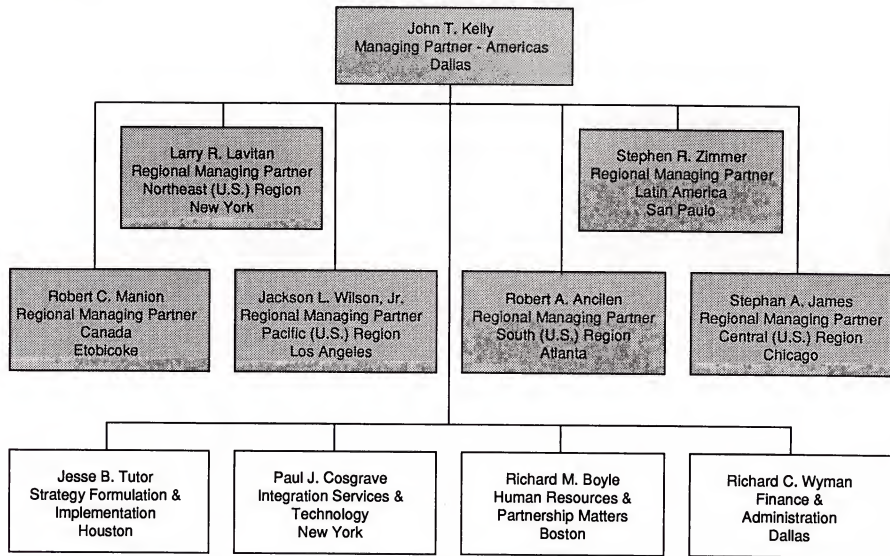 John T. Kelly
Managing Partner - Americas
Dallas
Larry R. Lavitan
Regional Managing Partner
Northeast (U.S.) Region
New York
Stephen R. Zimmer
Regional Managing Partner
Latin America
San Paulo
Robert C. Manion
Regional Managing Partner
Canada
Etobicoke
Jackson L. Wilson, Jr.
Regional Managing Partner
Pacific (U.S.) Region
Los Angeles
Robert A. Ancilen
Regional Managing Partner
South (U.S.) Region
Atlanta
Stephan A. James
Regional Managing Partner
Central (U.S.) Region
Chicago
Jesse B. Tutor
Strategy Formulation &
Implementation
Houston
Paul J. Cosgrave
Integration Services &
Technology
New York
Richard M. Boyle
Human Resources &
Partnership Matters
Boston
Richard C. Wyman
Finance &
Administration
Dallas